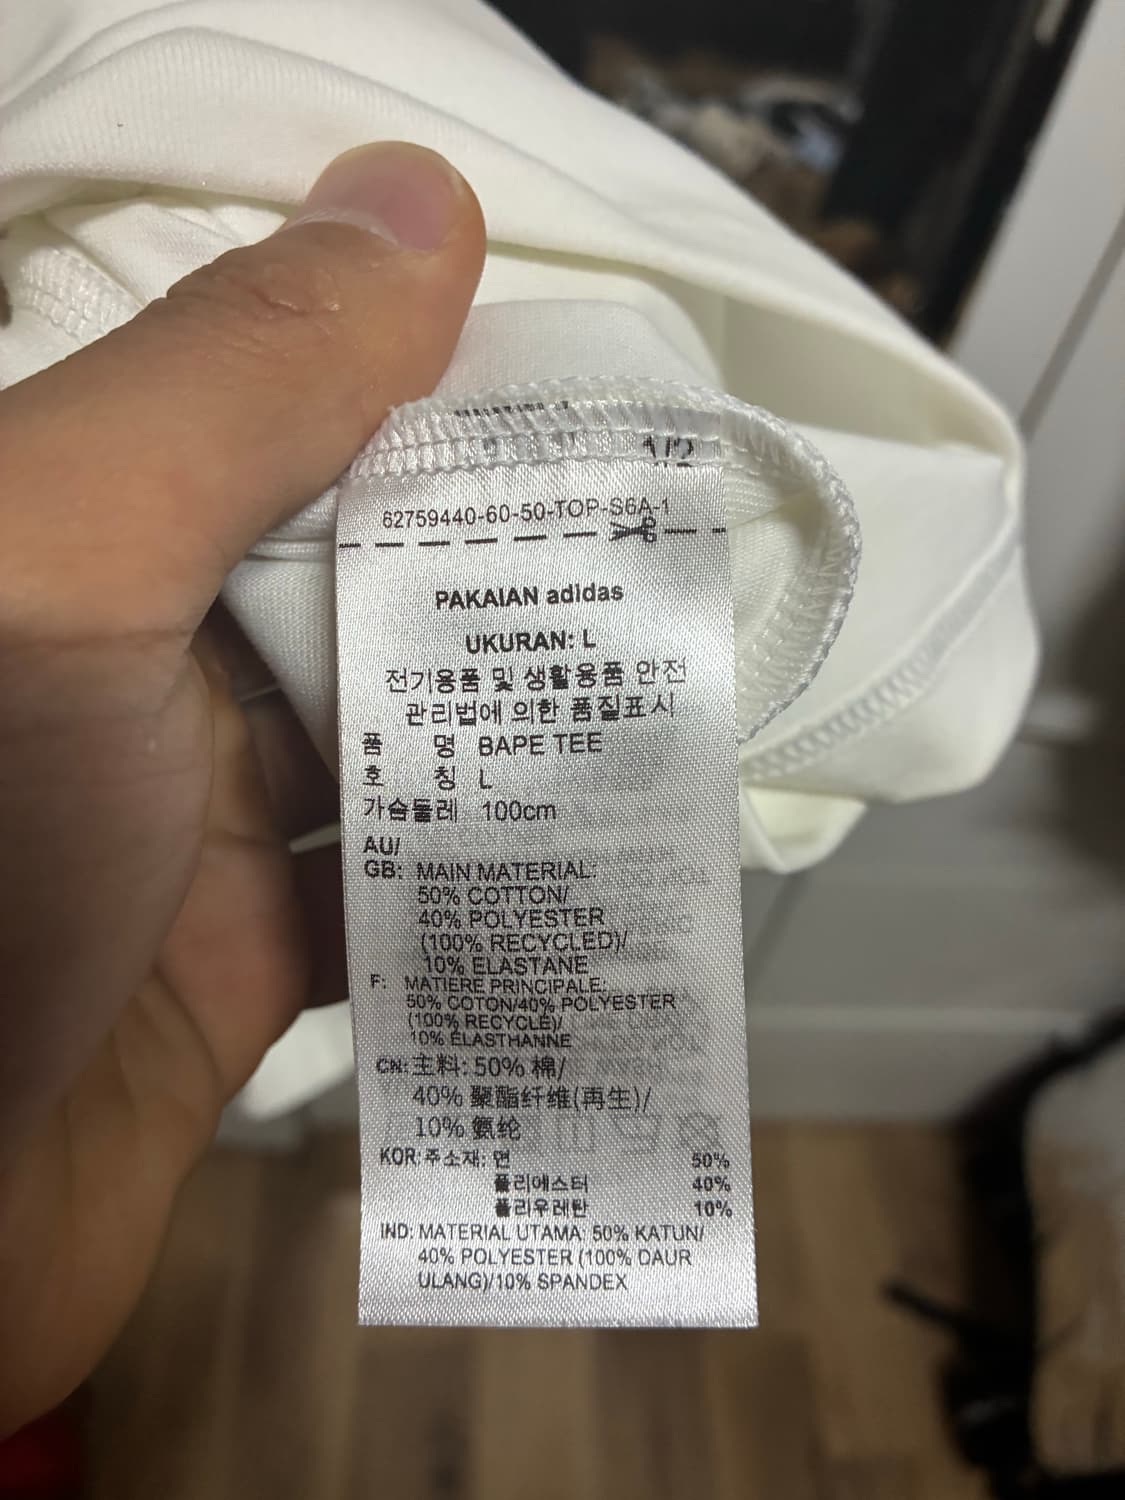 1/2
62759440-60-50-TOP-S6A-1
PAKAIAN adidas
UKURAN: L
전기용품 및 생활용품 안전
관리법에 의한 품질표시
품 명 BAPE TEE
호 칭 L
가슴둘레 100cm
AU/
GB: MAIN MATERIAL:
50% COTTON/
40% POLYESTER
(100% RECYCLED)/
10% ELASTANE
F: MATIERE PRINCIPALE:
50% COTON/40% POLYESTER
(100% RECYCLE)/
10% ELASTHANNE
CN: 主料: 50% 棉/
40% 聚酯纤维(再生)/
10% 氨纶
KOR: 주소재: 면 50%
폴리에스터 40%
폴리우레탄 10%
IND: MATERIAL UTAMA: 50% KATUN/
40% POLYESTER (100% DAUR
ULANG)/10% SPANDEX